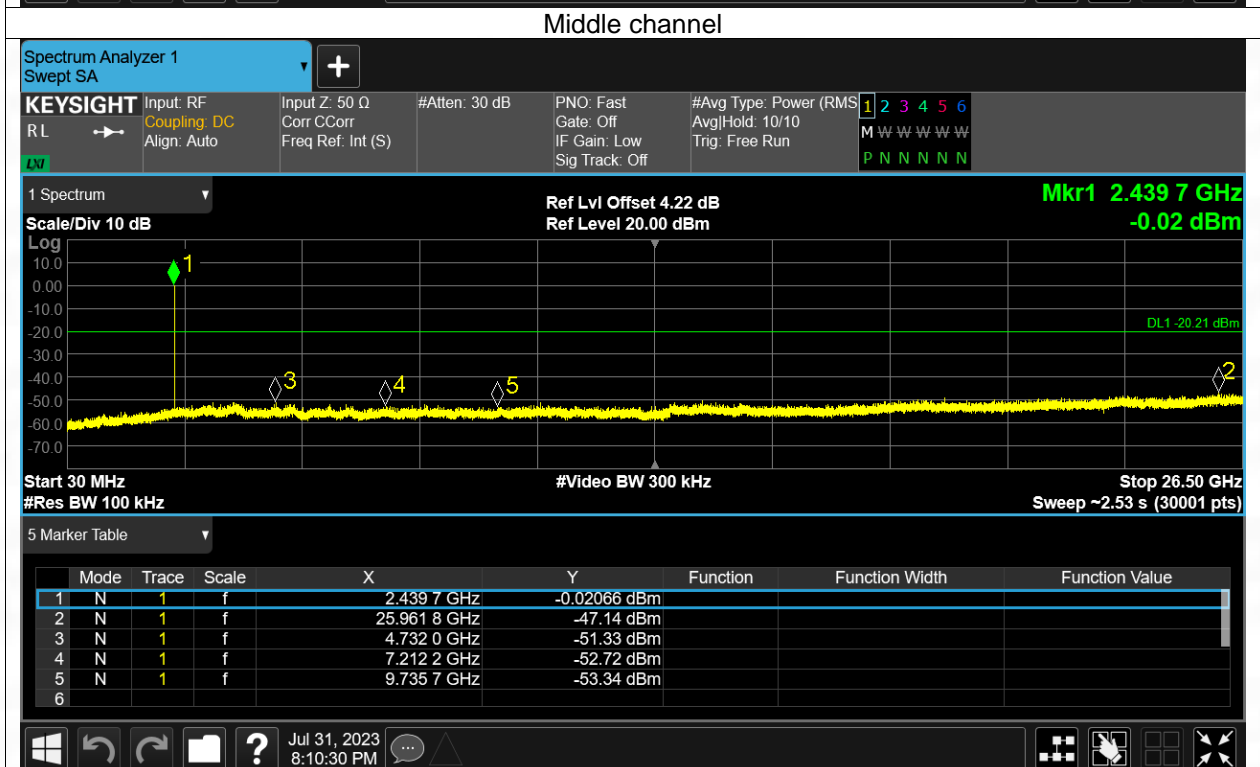 Middle channel
Spectrum Analyzer 1
Swept SA
KEYSIGHT Input: RF Input Z: 50 Ω #Atten: 30 dB PNO: Fast #Avg Type: Power (RMS 1 2 3 4 5 6
RL Coupling: DC Corr CCorr Gate: Off Avg|Hold: 10/10 M W W W W W
Align: Auto Freq Ref: Int (S) IF Gain: Low Trig: Free Run
LXI Sig Track: Off P N N N N N
1 Spectrum Ref Lvl Offset 4.22 dB Mkr1 2.439 7 GHz
Scale/Div 10 dB Ref Level 20.00 dBm -0.02 dBm
Log
10.0 1
0.00
-10.0
-20.0 DL1 -20.21 dBm
-30.0
-40.0 3 4 5 2
-50.0
-60.0
-70.0
Start 30 MHz #Video BW 300 kHz Stop 26.50 GHz
#Res BW 100 kHz Sweep ~2.53 s (30001 pts)
5 Marker Table
Mode Trace Scale X Y Function Function Width Function Value
1 N 1 f 2.439 7 GHz -0.02066 dBm
2 N 1 f 25.961 8 GHz -47.14 dBm
3 N 1 f 4.732 0 GHz -51.33 dBm
4 N 1 f 7.212 2 GHz -52.72 dBm
5 N 1 f 9.735 7 GHz -53.34 dBm
6
? Jul 31, 2023
8:10:30 PM